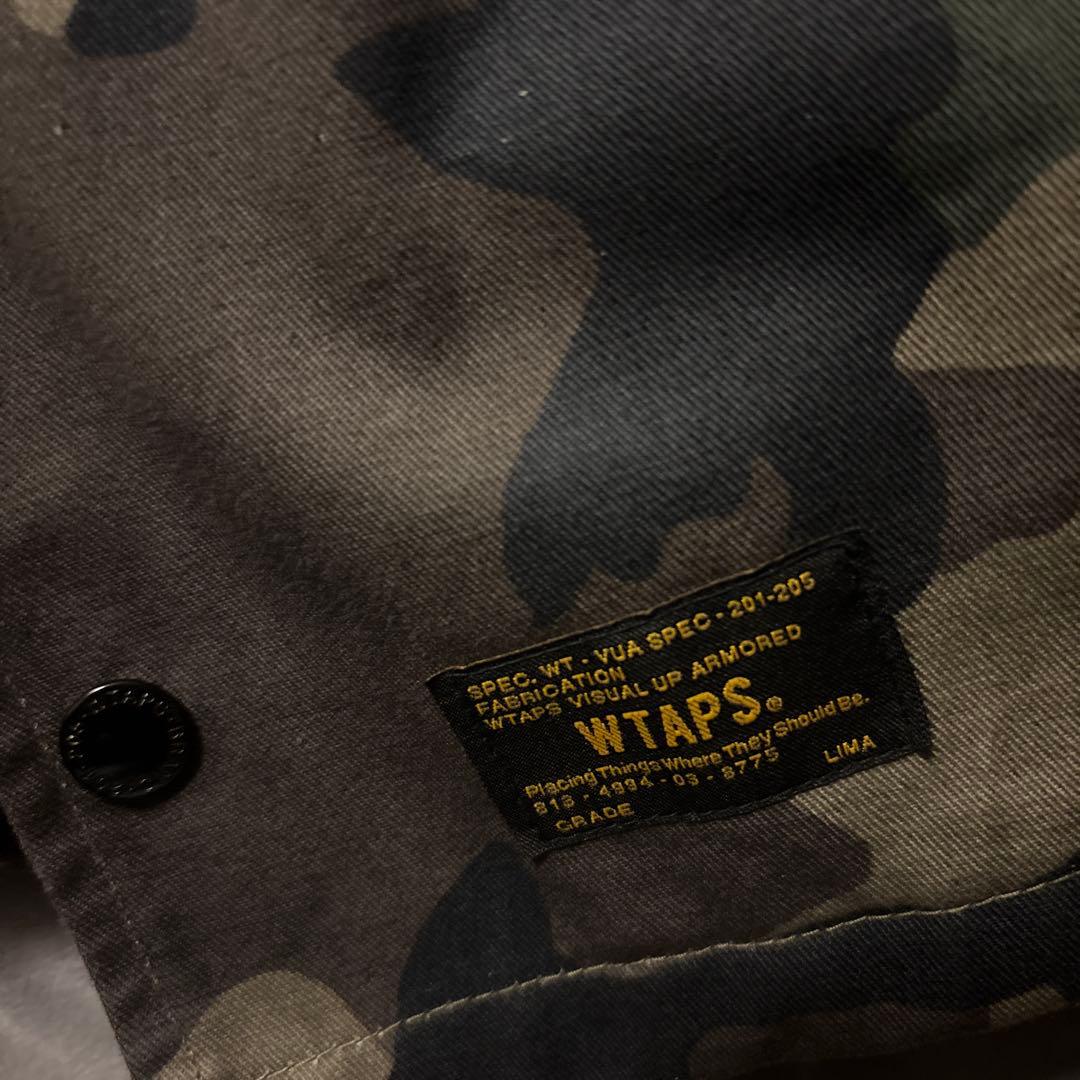 SPEC. WT - VUA SPEC - 201-205
FABRICATION
WTAPS VISUAL UP ARMORED
WTAPS®
Placing Things Where They Should Be.
813 - 4994 - 03 - 8775 LIMA
GRADE